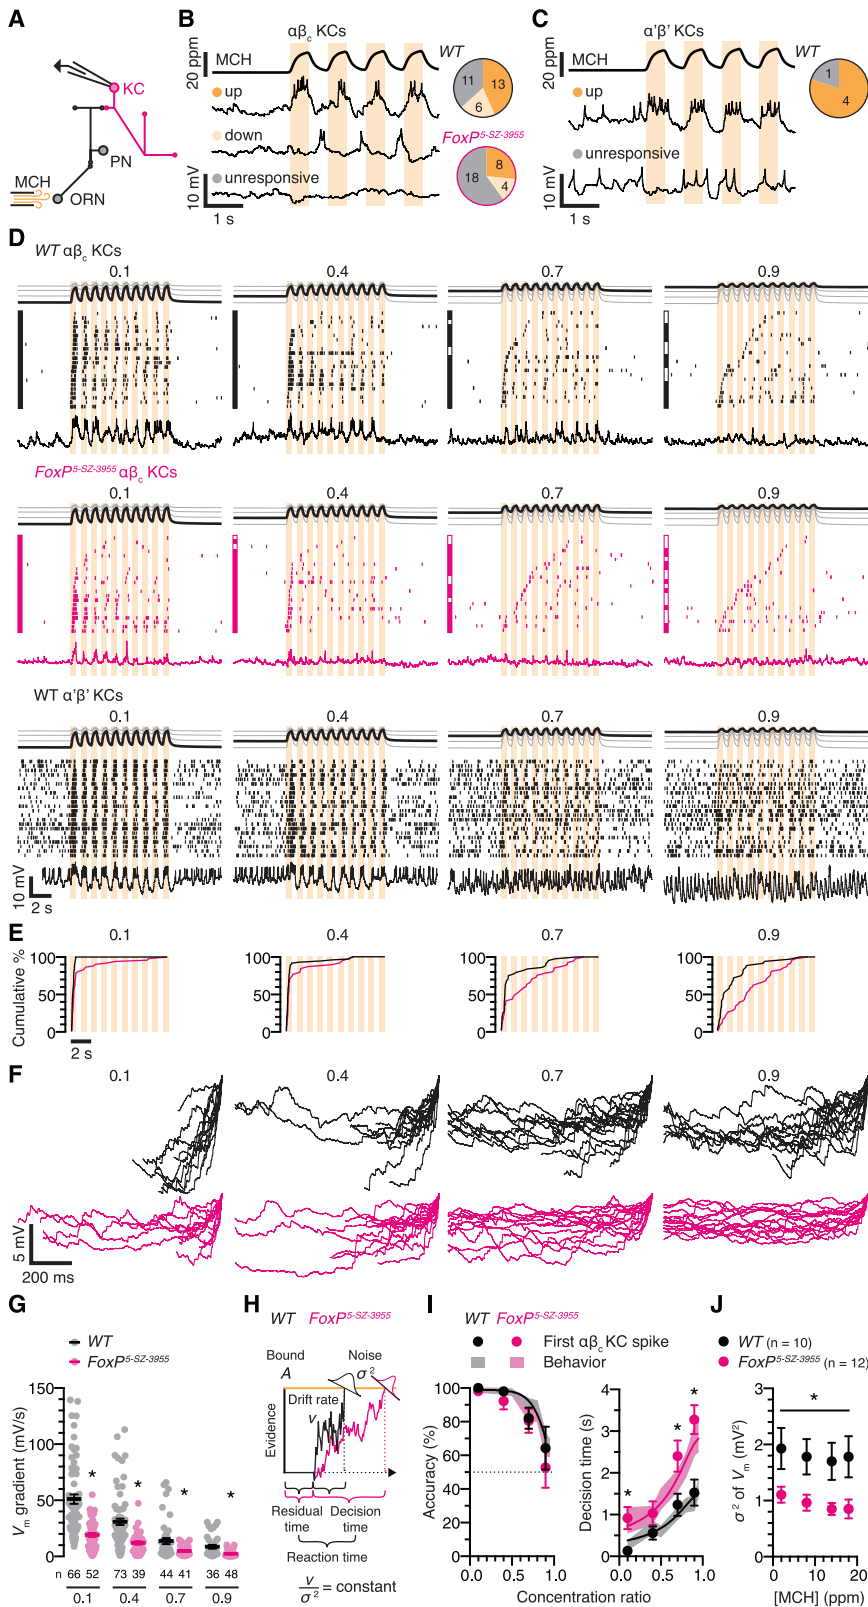 A
KC
PN
MCH
ORN
B
αβc KCs
20 ppm
MCH
WT
11
13
6
up
down
FoxP5-SZ-3955
8
18
4
unresponsive
10 mV
1 s
C
α'β' KCs
20 ppm
MCH
WT
1
4
up
unresponsive
10 mV
1 s
D
WT αβc KCs
0.1 0.4 0.7 0.9
FoxP5-SZ-3955 αβc KCs
0.1 0.4 0.7 0.9
WT α'β' KCs
0.1 0.4 0.7 0.9
10 mV
2 s
E
0.1 0.4 0.7 0.9
Cumulative %
100 100 100 100
50 50 50 50
0 0 0 0
2 s
F
0.1 0.4 0.7 0.9
5 mV
200 ms
G
WT
FoxP5-SZ-3955
Vm gradient (mV/s)
150
100
50
0
* * * *
n 66 52 73 39 44 41 36 48
0.1 0.4 0.7 0.9
H
WT FoxP5-SZ-3955
Bound
A
Noise
σ2
Drift rate
v
Evidence
Residual time
Decision time
Reaction time
v/σ2 = constant
I
WT FoxP5-SZ-3955
First αβc KC spike
Behavior
Accuracy (%)
100
80
60
40
20
0
0.0 0.5 1.0
Decision time (s)
4
3
2
1
0
* * *
0.0 0.5 1.0
Concentration ratio
J
WT (n = 10)
FoxP5-SZ-3955 (n = 12)
σ2 of Vm (mV2)
3
2
1
0
*
0 10 20
[MCH] (ppm)